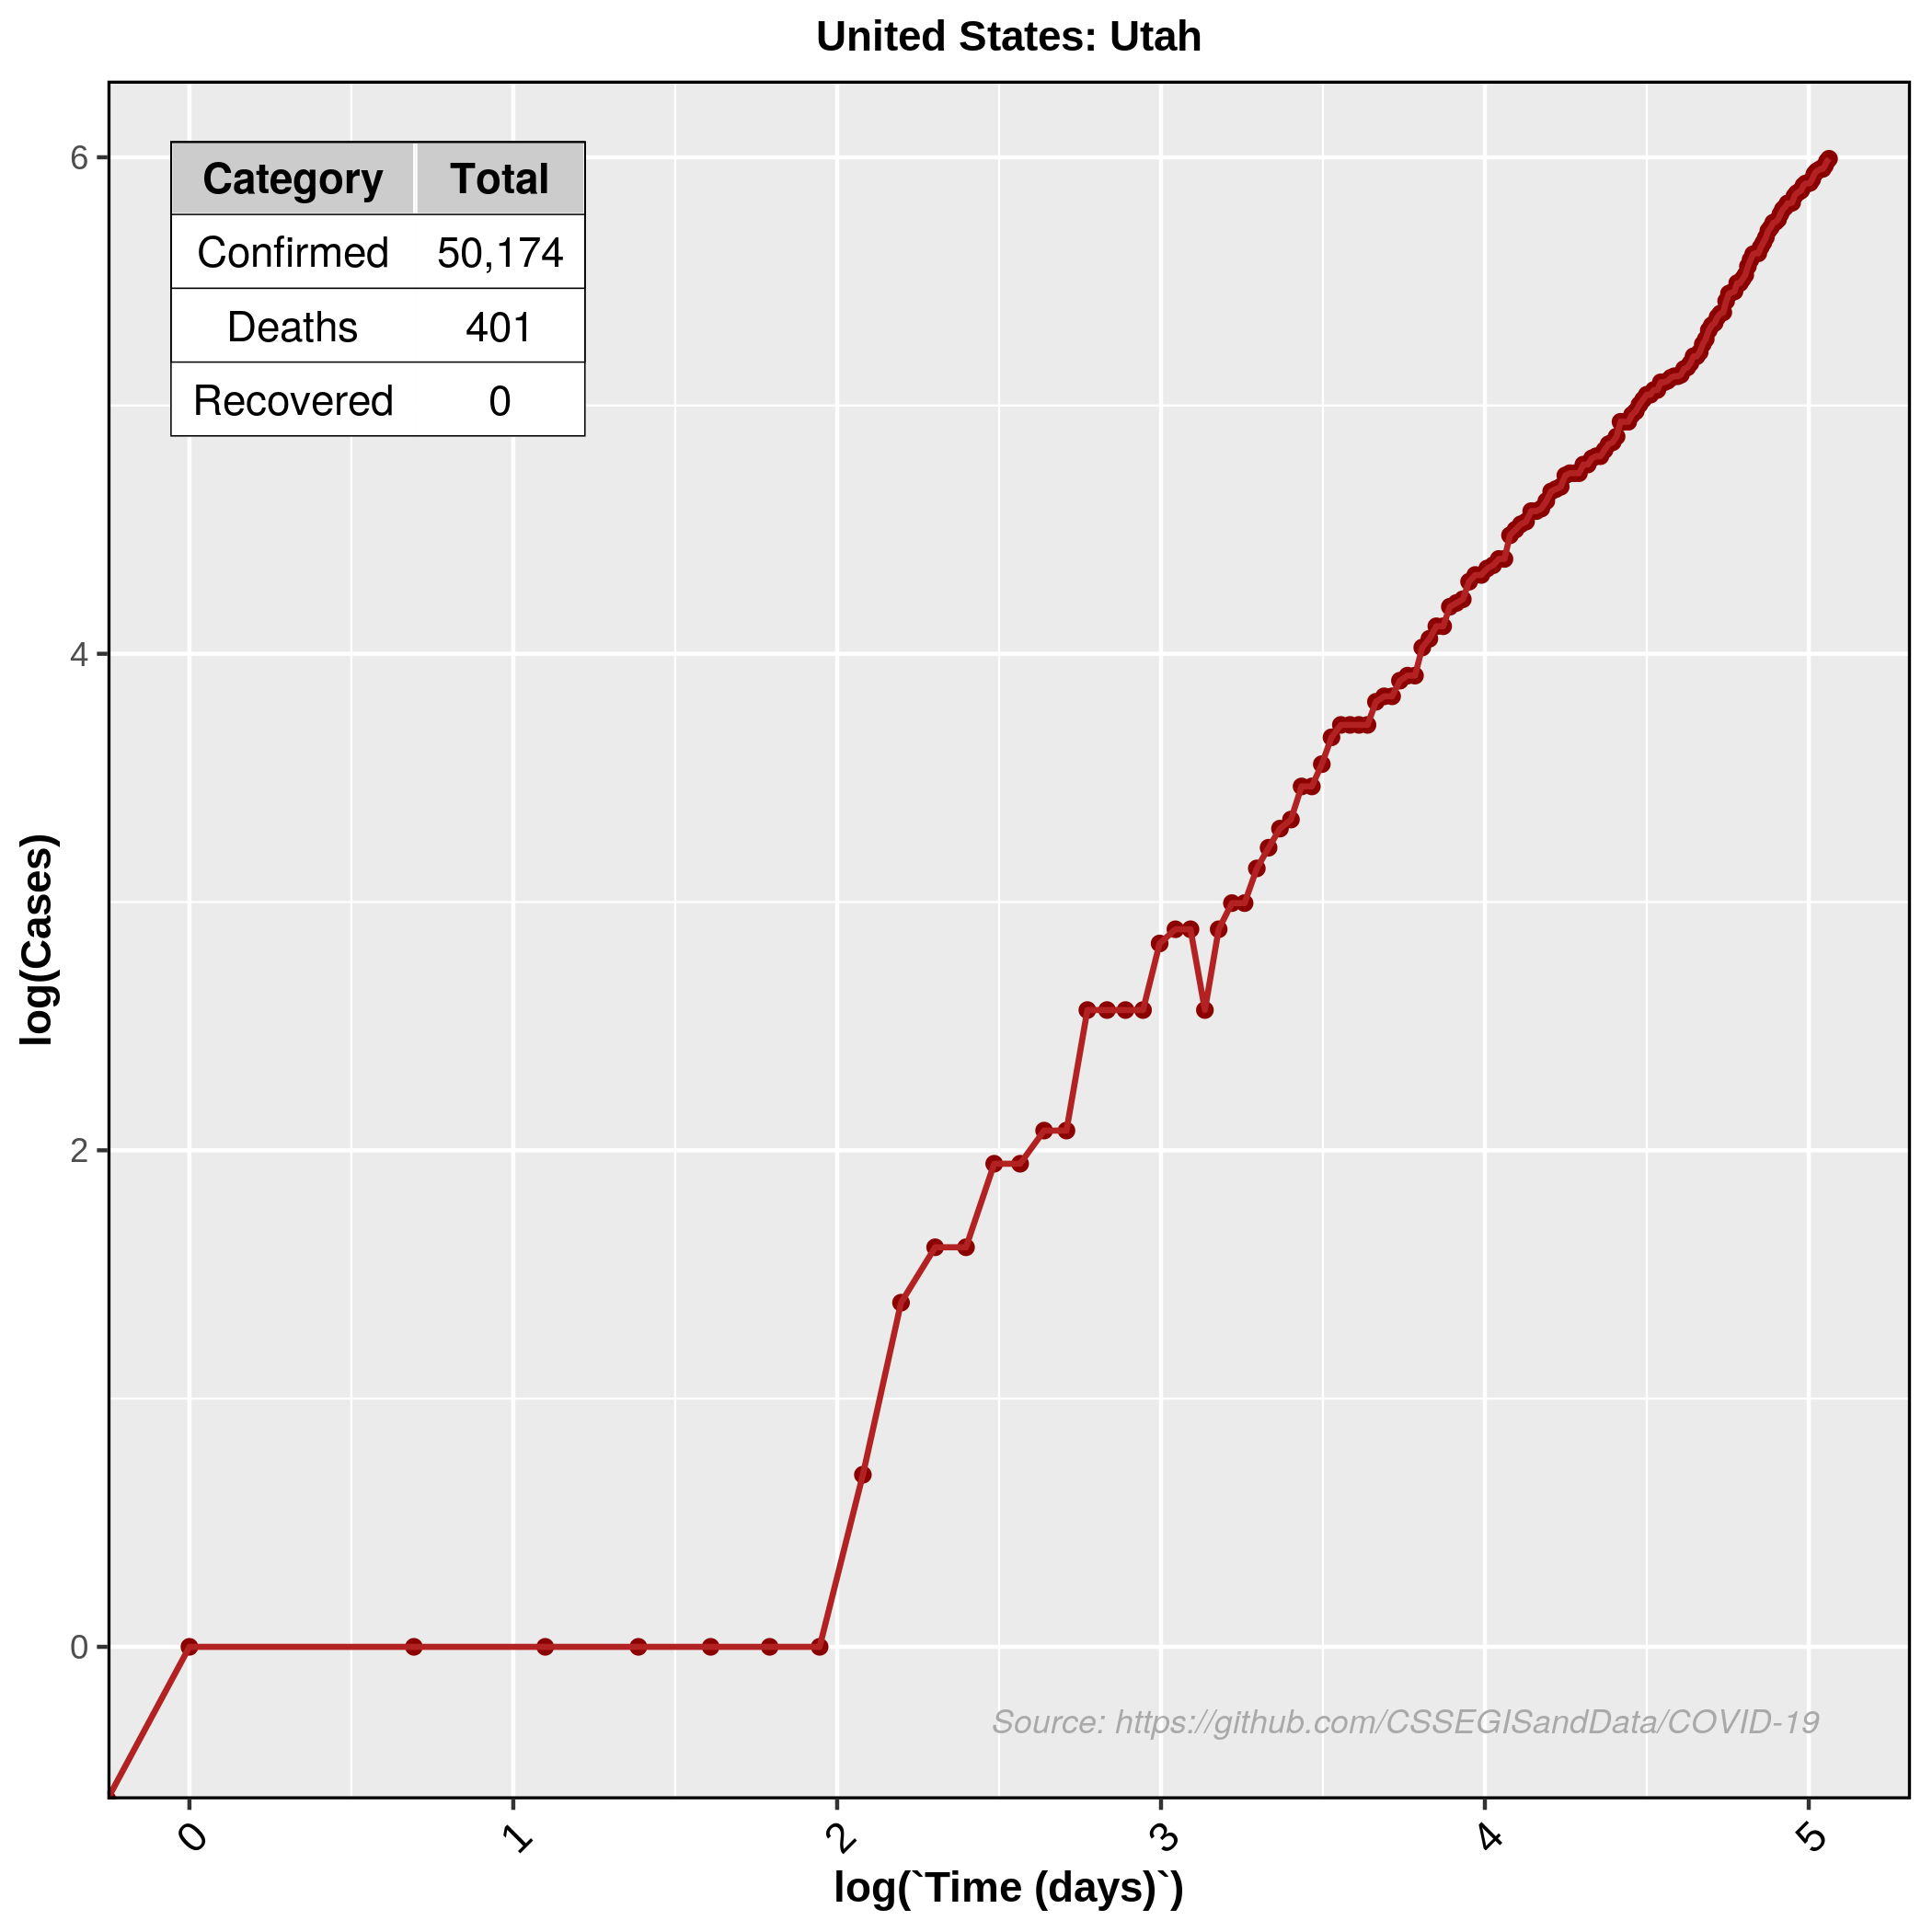 United States: Utah
Category Total
Confirmed 50,174
Deaths 401
Recovered 0
6
4
2
0
log(Cases)
Source: https://github.com/CSSEGISandData/COVID-19
0 1 2 3 4 5
log(`Time (days)`)